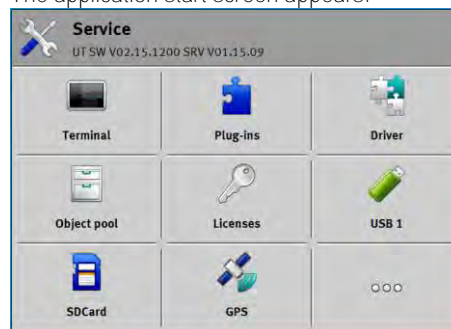 The application start screen appears.
Service
UT SW V02.15.1200 SRV V01.15.09
Terminal
Plug-ins
Driver
Object pool
Licenses
USB 1
SDCard
GPS